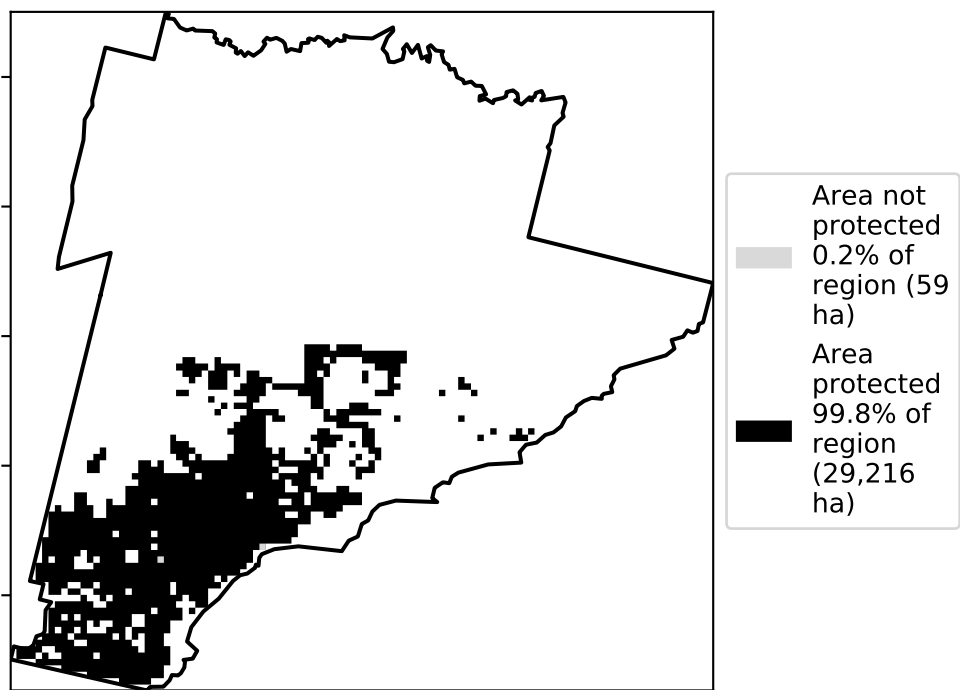 Area not
protected
0.2% of
region (59
ha)
Area
protected
99.8% of
region
(29,216
ha)